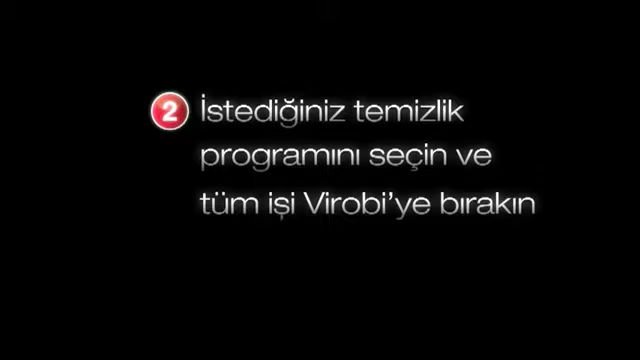 2 İstediğiniz temizlik
programını seçin ve
tüm işi Virobi'ye bırakın